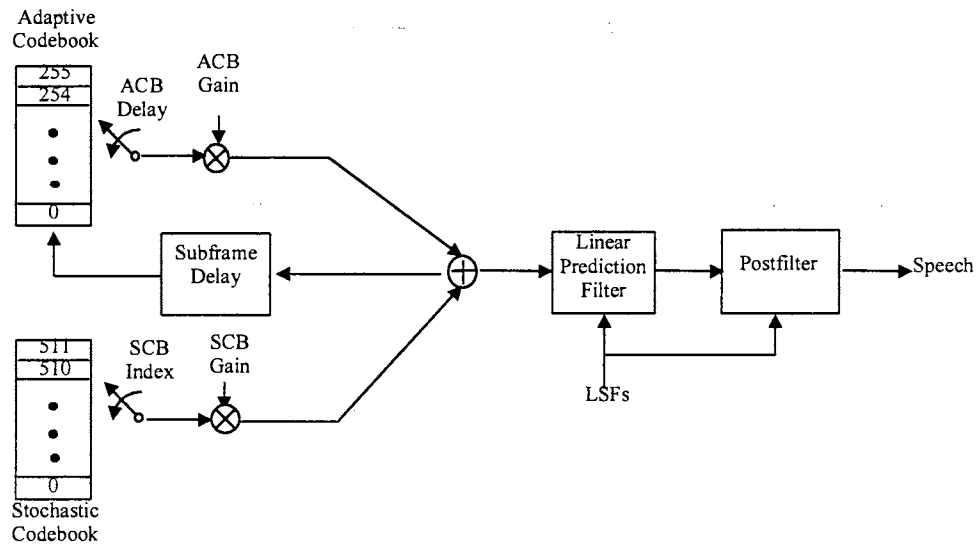 Adaptive
Codebook
255
254
0
ACB
Delay
ACB
Gain
Subframe
Delay
Linear
Prediction
Filter
Postfilter
Speech
LSFs
511
510
0
SCB
Index
SCB
Gain
Stochastic
Codebook